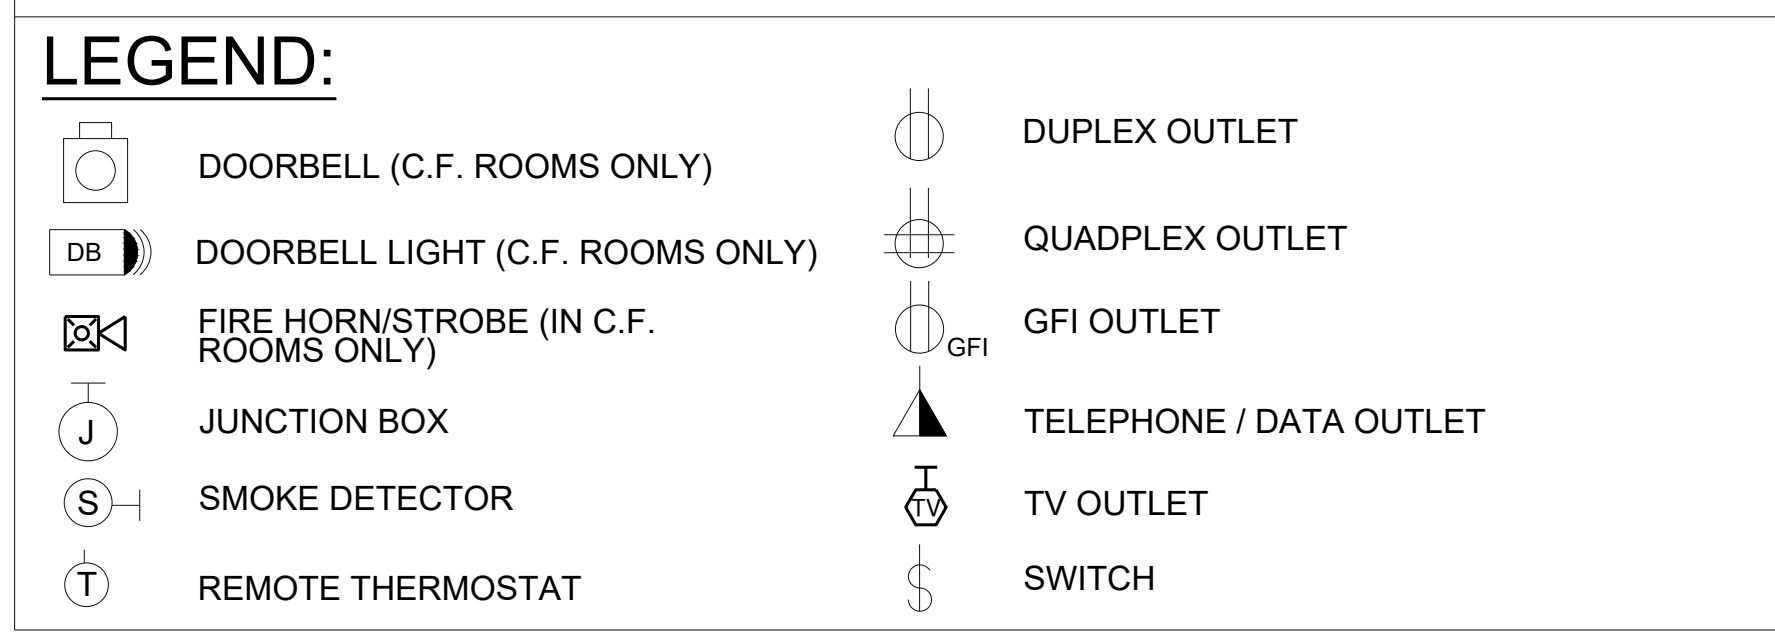 LEGEND:
DOORBELL (C.F. ROOMS ONLY)
DB
DOORBELL LIGHT (C.F. ROOMS ONLY)
FIRE HORN/STROBE (IN C.F.
ROOMS ONLY)
J
JUNCTION BOX
S
SMOKE DETECTOR
T
REMOTE THERMOSTAT
DUPLEX OUTLET
QUADPLEX OUTLET
GFI
GFI OUTLET
TELEPHONE / DATA OUTLET
TV
TV OUTLET
S
SWITCH